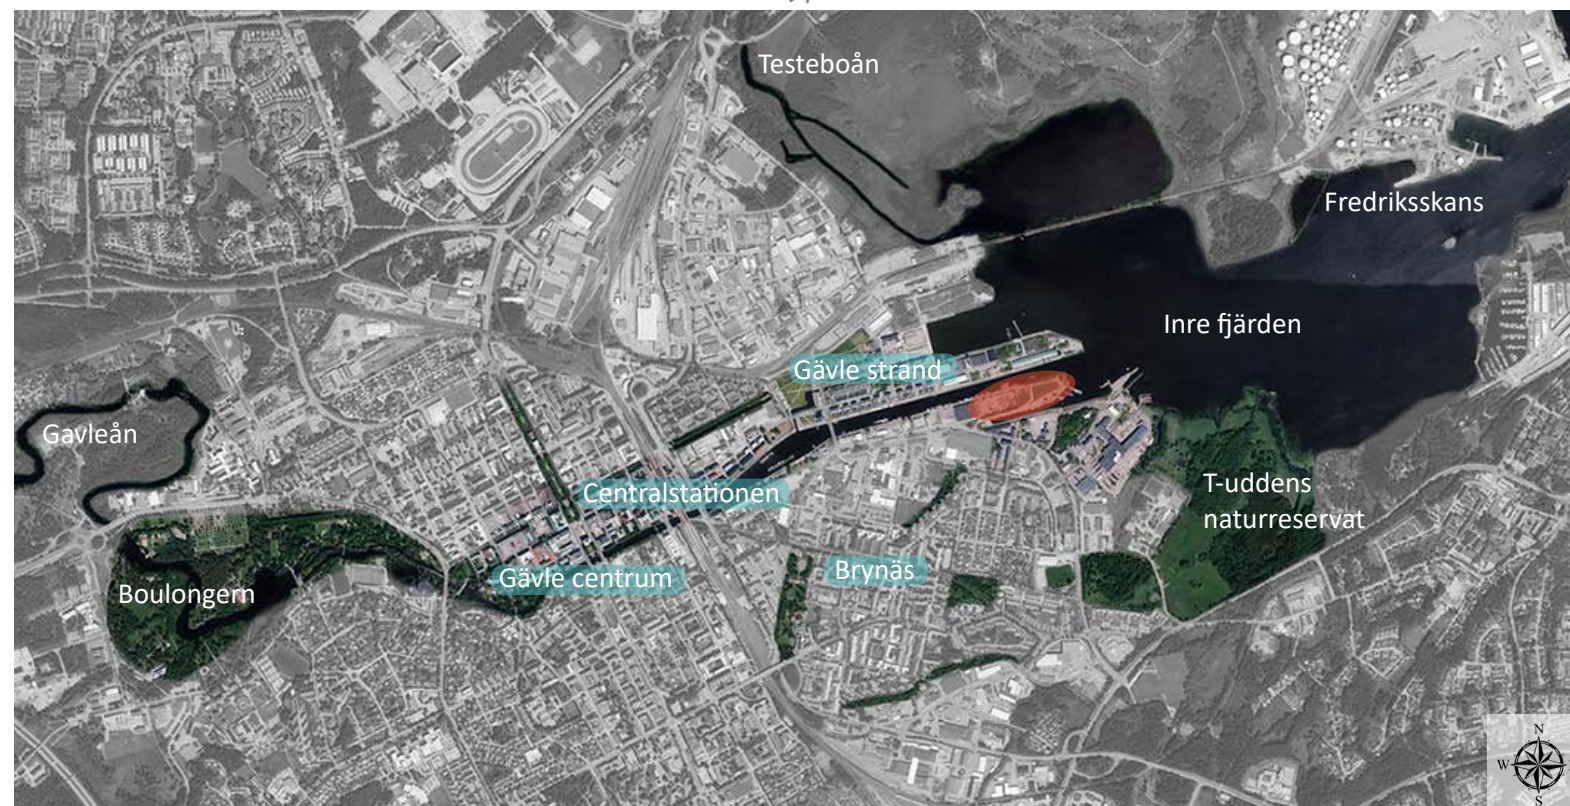 Testeboån
Fredriksskans
Inre fjärden
Gävle strand
Gavleån
Centralstationen
T-uddens
naturreservat
Gävle centrum
Brynäs
Boulongern
N
W
S